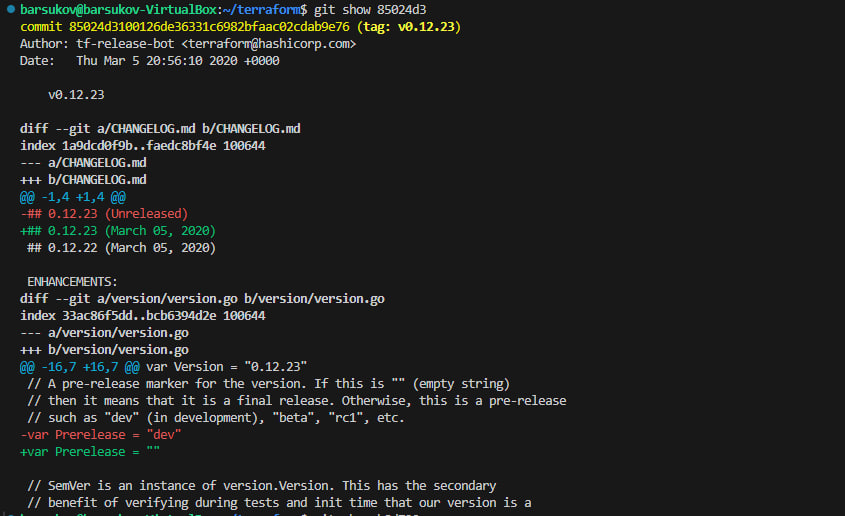 barsukov@barsukov-VirtualBox:~/terraform$ git show 85024d3
commit 85024d3100126de36331c6982bfaac02cdab9e76 (tag: v0.12.23)
Author: tf-release-bot <terraform@hashicorp.com>
Date:   Thu Mar 5 20:56:10 2020 +0000

    v0.12.23

diff --git a/CHANGELOG.md b/CHANGELOG.md
index 1a9dcd0f9b..faedc8bf4e 100644
--- a/CHANGELOG.md
+++ b/CHANGELOG.md
@@ -1,4 +1,4 @@
-## 0.12.23 (Unreleased)
+## 0.12.23 (March 05, 2020)
 ## 0.12.22 (March 05, 2020)

 ENHANCEMENTS:
diff --git a/version/version.go b/version/version.go
index 33ac86f5dd..bcb6394d2e 100644
--- a/version/version.go
+++ b/version/version.go
@@ -16,7 +16,7 @@ var Version = "0.12.23"
 // A pre-release marker for the version. If this is "" (empty string)
 // then it means that it is a final release. Otherwise, this is a pre-release
 // such as "dev" (in development), "beta", "rc1", etc.
-var Prerelease = "dev"
+var Prerelease = ""

 // SemVer is an instance of version.Version. This has the secondary
 // benefit of verifying during tests and init time that our version is a